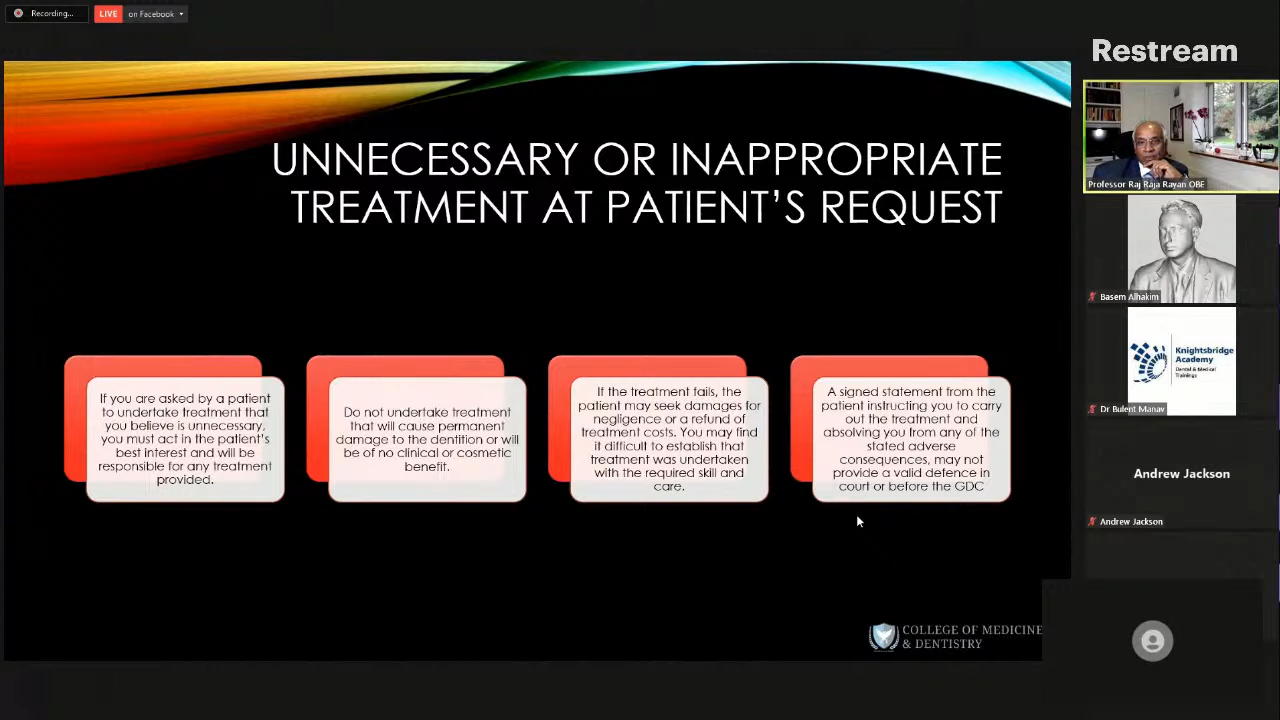 Recording...
LIVE on Facebook
Restream
UNNECESSARY OR INAPPROPRIATE
TREATMENT AT PATIENT’S REQUEST
If you are asked by a patient
to undertake treatment that
you believe is unnecessary,
you must act in the patient’s
best interest and will be
responsible for any treatment
provided.
Do not undertake treatment
that will cause permanent
damage to the dentition or will
be of no clinical or cosmetic
benefit.
If the treatment fails, the
patient may seek damages for
negligence or a refund of
treatment costs. You may find
it difficult to establish that
treatment was undertaken
with the required skill and
care.
A signed statement from the
patient instructing you to carry
out the treatment and
absolving you from any of the
stated adverse
consequences, may not
provide a valid defence in
court or before the GDC
COLLEGE OF MEDICINE
& DENTISTRY
Professor Raj Raja Rayan OBE
Basem Alhakim
Knightsbridge
Academy
Dental & Medical
Trainings
Dr Bulent Manav
Andrew Jackson
Andrew Jackson